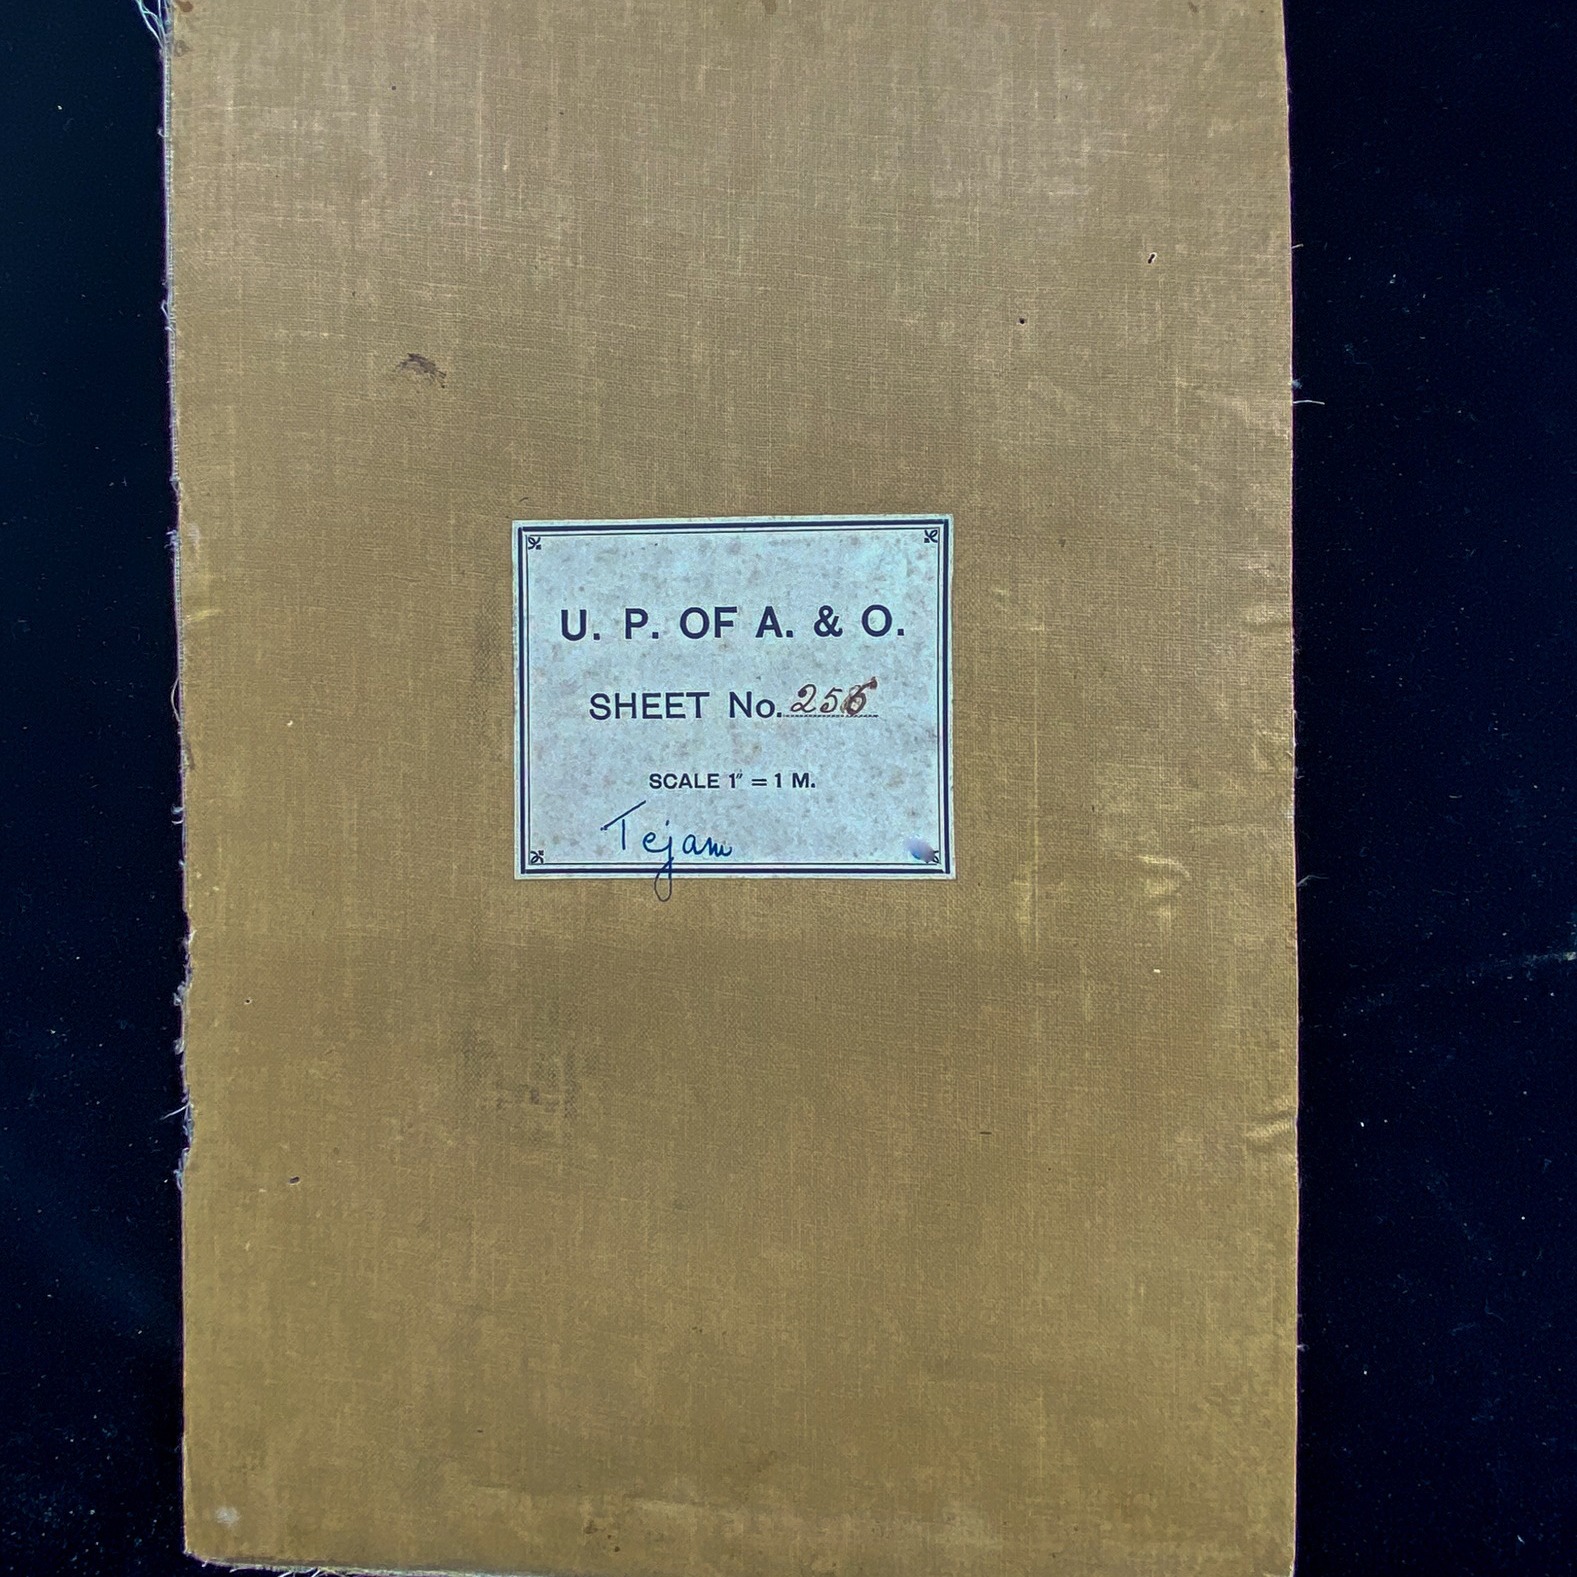 U. P. OF A. & O.
SHEET No. 256
SCALE 1" = 1 M.
Tejam